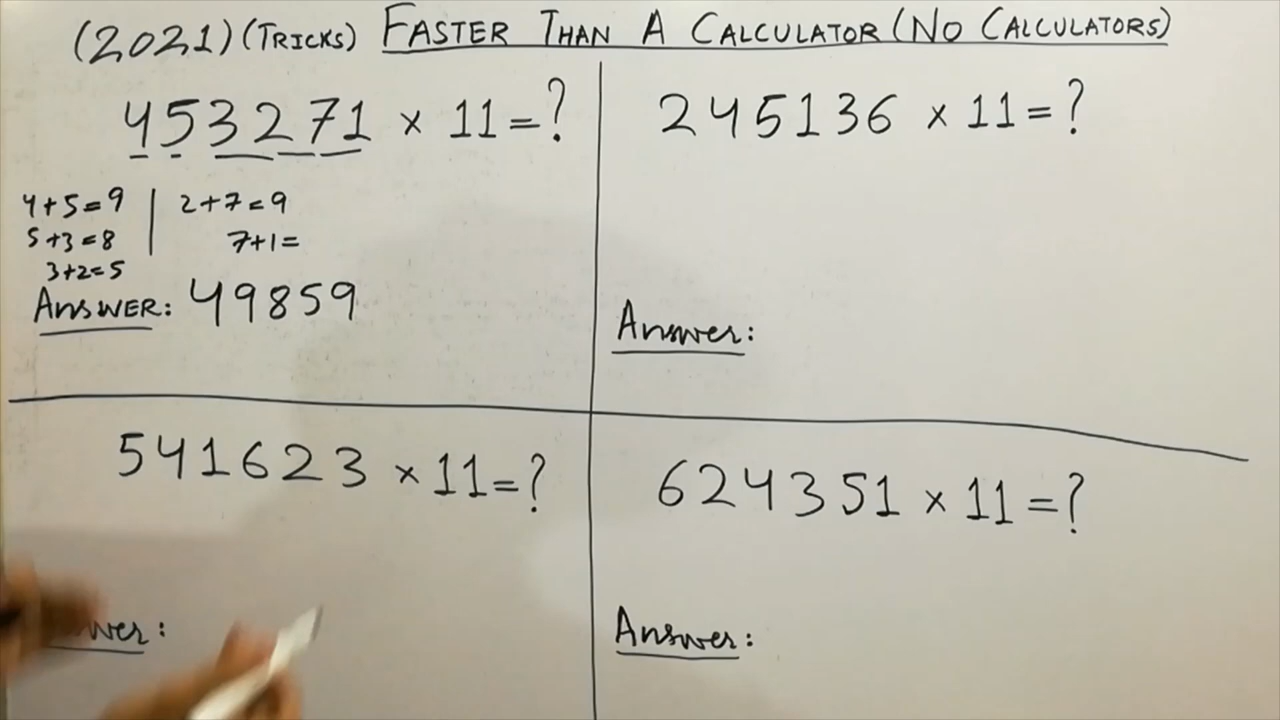 (2021) (TRICKS) FASTER THAN A CALCULATOR (NO CALCULATORS)
453271 × 11 = ?
4+5=9 | 2+7=9
5+3=8 | 7+1=
3+2=5
ANSWER: 49859
245136 × 11 = ?
Answer:
541623 × 11 = ?
wer:
624351 × 11 = ?
Answer: